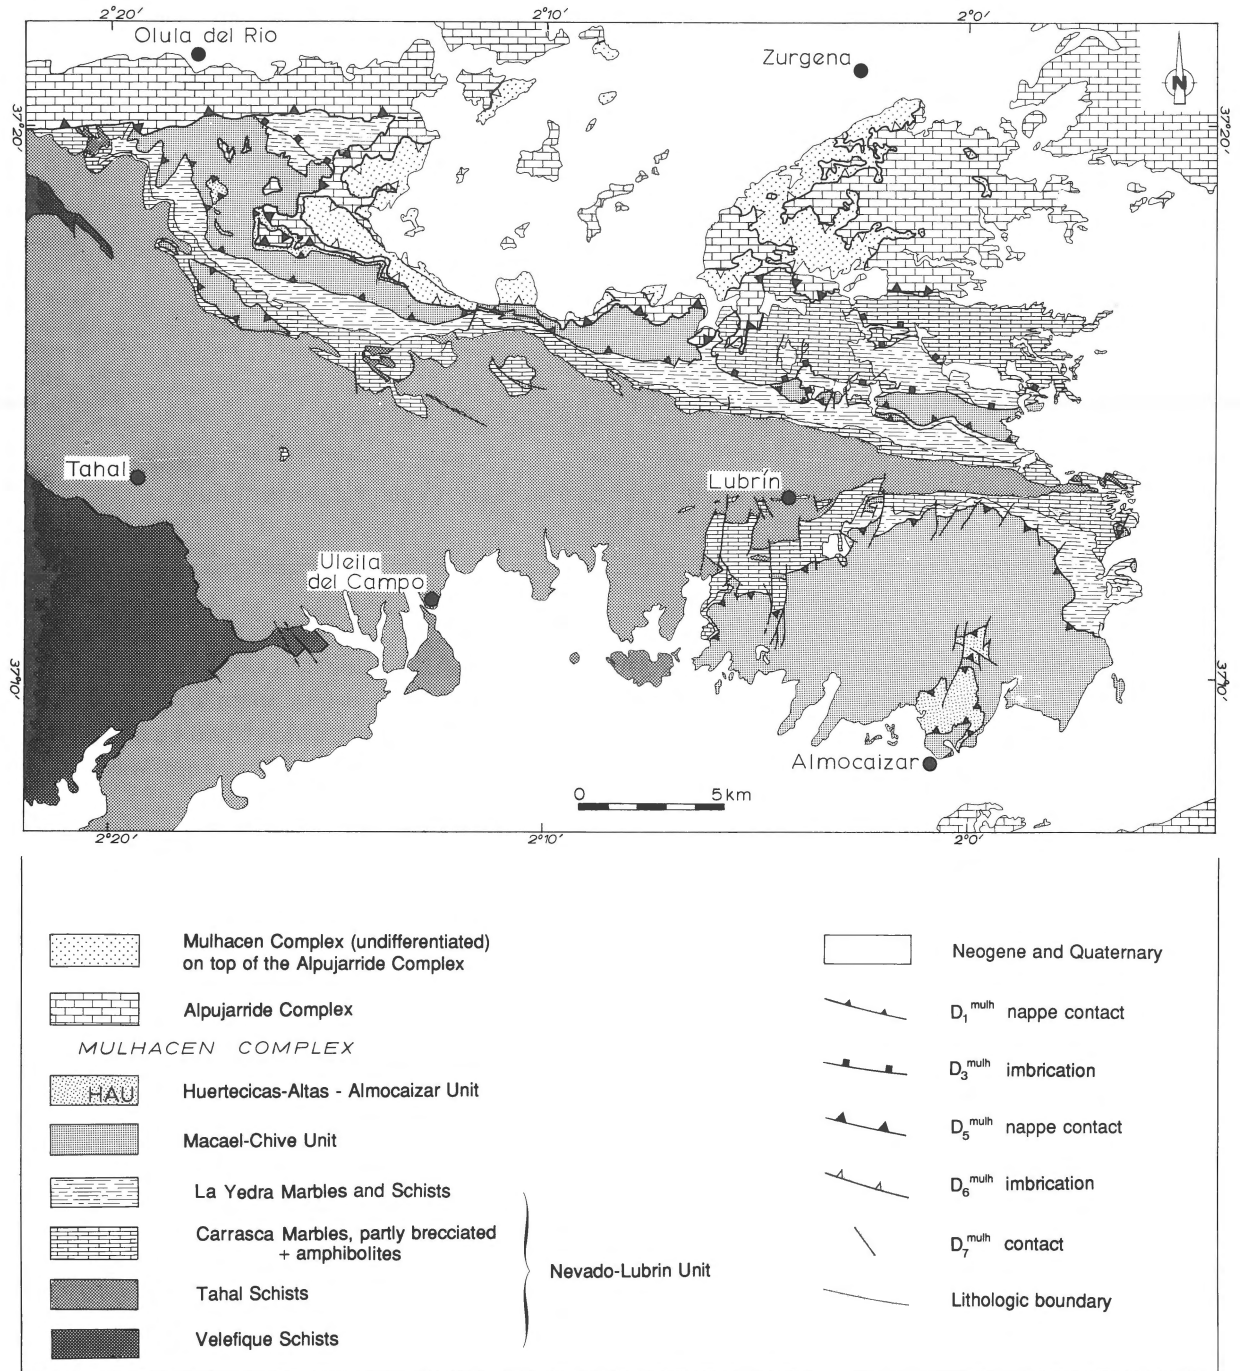 2°20′ 2°10′ 2°0′
Olula del Rio
Zurgena
N
37°20′ 37°20′
Tahal
Lubrín
Uleila
del Campo
37°10′ 37°10′
Almocaizar
0 5km
2°20′ 2°10′ 2°0′
Mulhacen Complex (undifferentiated)
on top of the Alpujarride Complex
Alpujarride Complex
MULHACEN COMPLEX
HAU Huertecicas-Altas - Almocaizar Unit
Macael-Chive Unit
La Yedra Marbles and Schists
Carrasca Marbles, partly brecciated
+ amphibolites
Tahal Schists
Velefique Schists
Nevado-Lubrin Unit
Neogene and Quaternary
D₁ᵐᵘˡʰ nappe contact
D₃ᵐᵘˡʰ imbrication
D₅ᵐᵘˡʰ nappe contact
D₆ᵐᵘˡʰ imbrication
D₇ᵐᵘˡʰ contact
Lithologic boundary